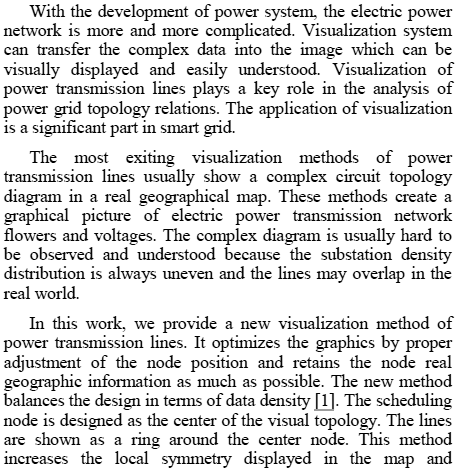 With the development of power system, the electric power
network is more and more complicated. Visualization system
can transfer the complex data into the image which can be
visually displayed and easily understood. Visualization of
power transmission lines plays a key role in the analysis of
power grid topology relations. The application of visualization
is a significant part in smart grid.
The most exiting visualization methods of power
transmission lines usually show a complex circuit topology
diagram in a real geographical map. These methods create a
graphical picture of electric power transmission network
flowers and voltages. The complex diagram is usually hard to
be observed and understood because the substation density
distribution is always uneven and the lines may overlap in the
real world.
In this work, we provide a new visualization method of
power transmission lines. It optimizes the graphics by proper
adjustment of the node position and retains the node real
geographic information as much as possible. The new method
balances the design in terms of data density [1]. The scheduling
node is designed as the center of the visual topology. The lines
are shown as a ring around the center node. This method
increases the local symmetry displayed in the map and